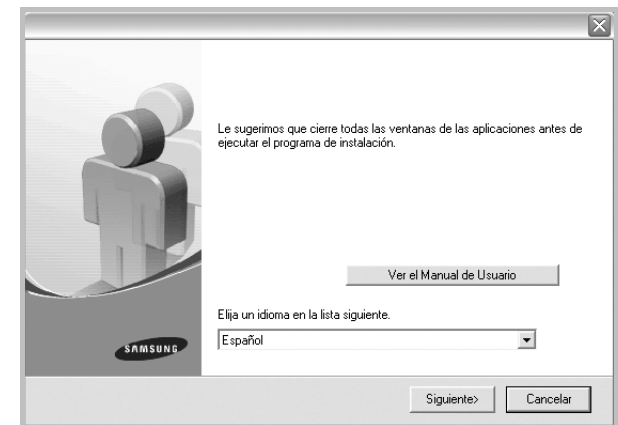 Le sugerimos que cierre todas las ventanas de las aplicaciones antes de
ejecutar el programa de instalación.
Ver el Manual de Usuario
Elija un idioma en la lista siguiente.
Español
SAMSUNG
Siguiente>
Cancelar